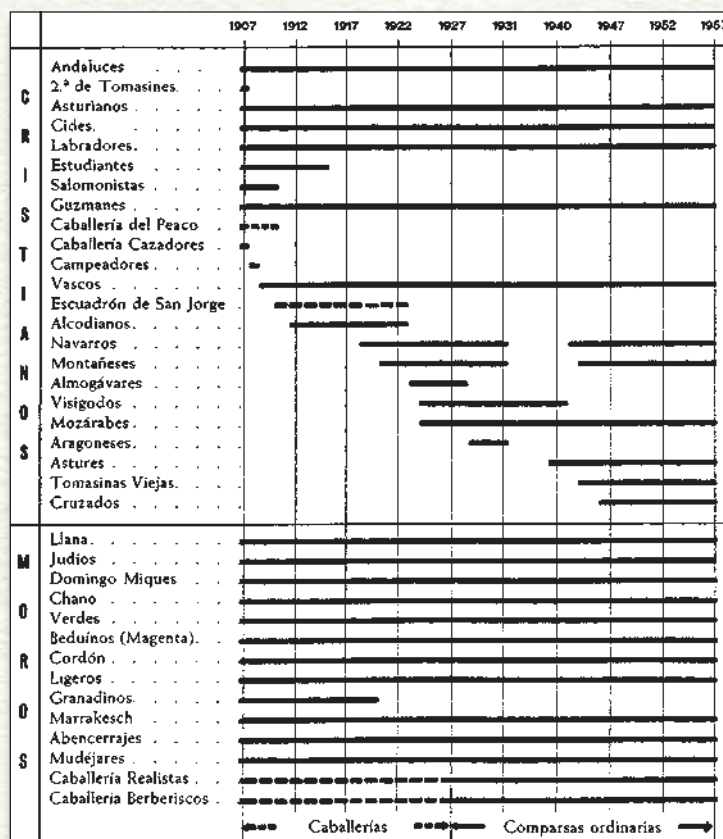 1907 1912 1917 1922 1927 1931 1940 1947 1952 1957
CRISTIANOS
Andaluces
2.ª de Tomasines.
Asturianos
Cides.
Labradores.
Estudiantes
Salomonistas
Guzmanes
Caballería del Peaco
Caballería Cazadores
Campeadores
Vascos
Escuadrón de San Jorge
Alcodianos
Navarros
Montañeses
Almogávares
Visigodos
Mozárabes
Aragoneses.
Astures
Tomasinas Viejas.
Cruzados
MOROS
Llana.
Judíos
Domingo Miques
Chano
Verdes
Beduínos (Magenta).
Cordón
Ligeros
Granadinos
Marrakesch
Abencerrajes
Mudéjares
Caballería Realistas
Caballería Berberiscos
Caballerías Comparsas ordinarias